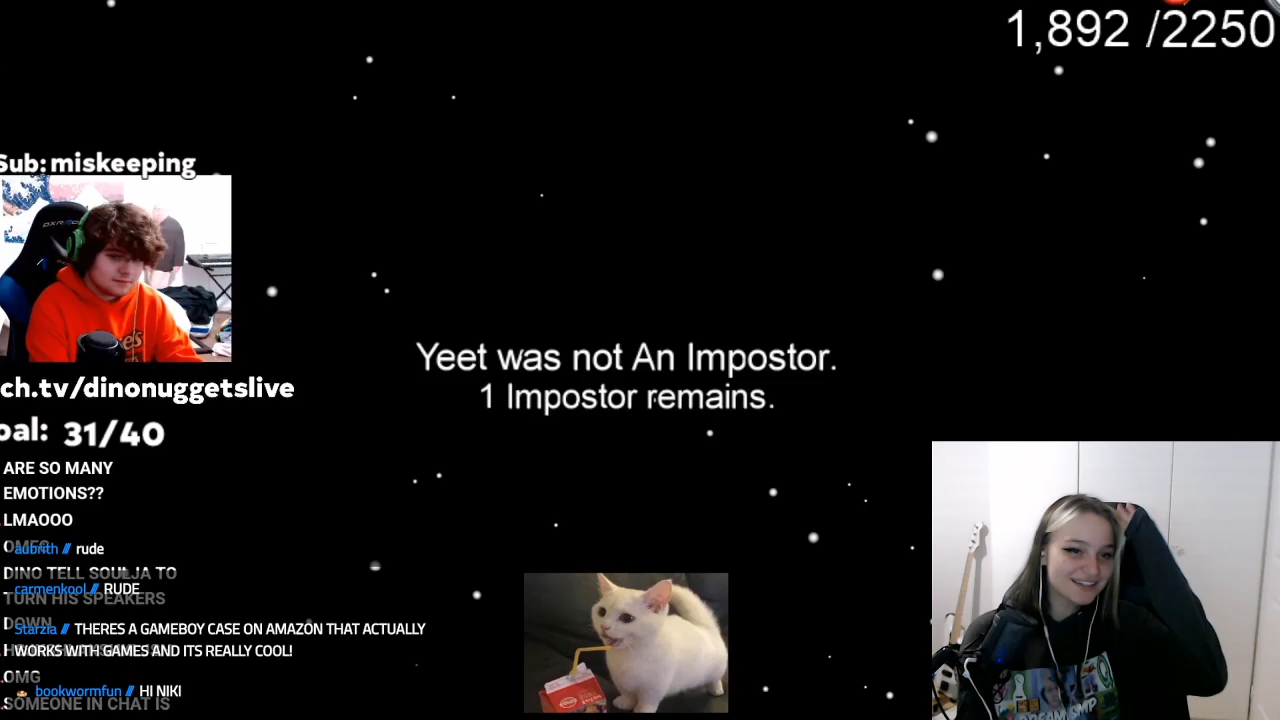 1,892 /2250
Sub: miskeeping
ch.tv/dinonuggetslive
oal: 31/40
Yeet was not An Impostor.
1 Impostor remains.
ARE SO MANY
EMOTIONS??
LMAOOO
aubrith // rude
DINO TELL SOULJA TO
carmenkool // RUDE
TURN HIS SPEAKERS
Starzia // THERES A GAMEBOY CASE ON AMAZON THAT ACTUALLY
WORKS WITH GAMES AND ITS REALLY COOL!
OMG
bookwormfun // HI NIKI
SOMEONE IN CHAT IS
DREAM SMP